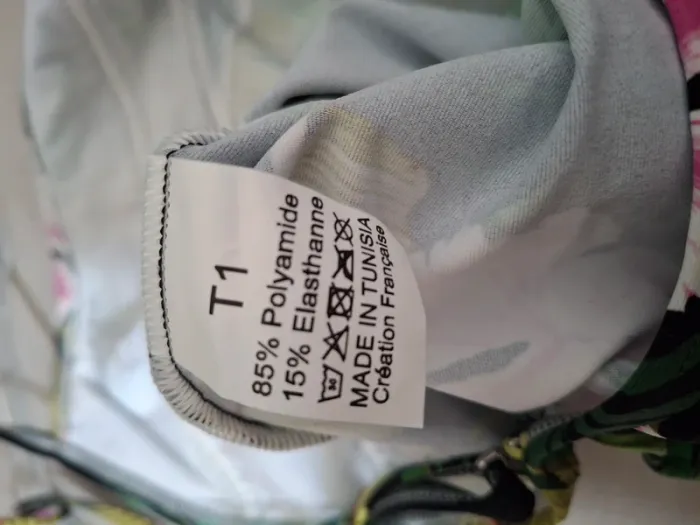 T1
85% Polyamide
15% Elasthanne
MADE IN TUNISIA
Création Française